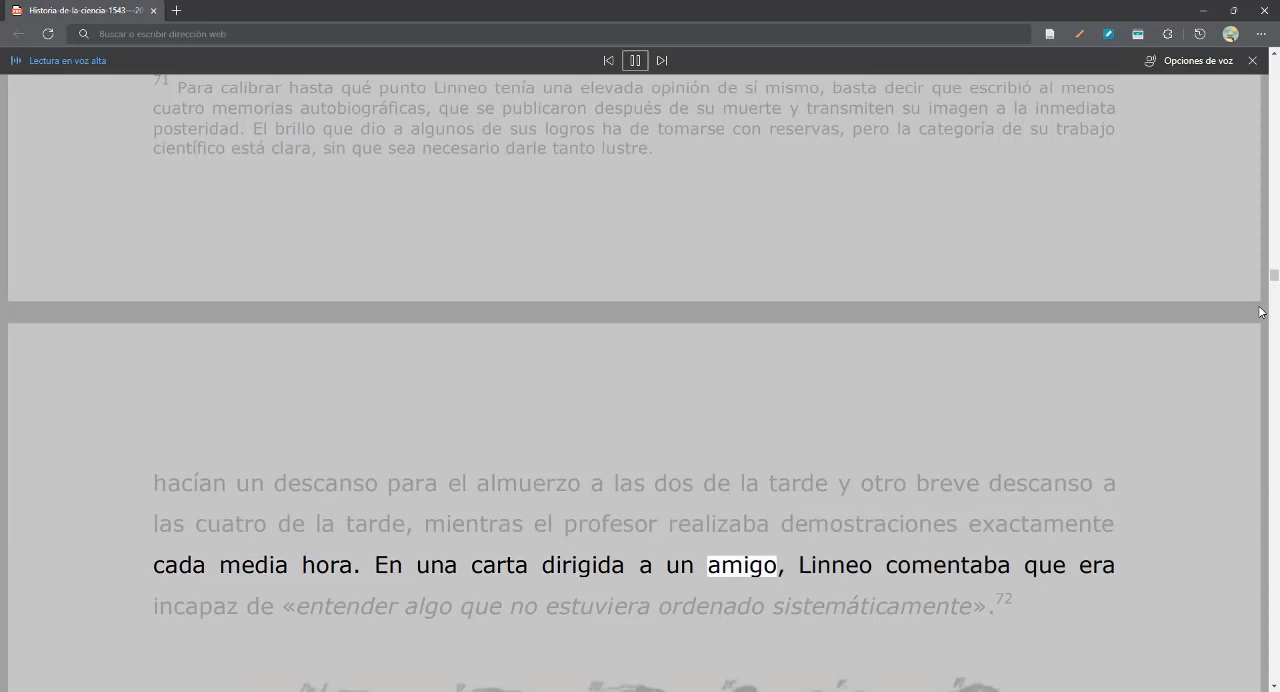 Historia-de-la-ciencia-1543---20
Buscar o escribir dirección web
Lectura en voz alta
Opciones de voz
71 Para calibrar hasta qué punto Linneo tenía una elevada opinión de sí mismo, basta decir que escribió al menos
cuatro memorias autobiográficas, que se publicaron después de su muerte y transmiten su imagen a la inmediata
posteridad. El brillo que dio a algunos de sus logros ha de tomarse con reservas, pero la categoría de su trabajo
científico está clara, sin que sea necesario darle tanto lustre.
hacían un descanso para el almuerzo a las dos de la tarde y otro breve descanso a
las cuatro de la tarde, mientras el profesor realizaba demostraciones exactamente
cada media hora. En una carta dirigida a un amigo, Linneo comentaba que era
incapaz de «entender algo que no estuviera ordenado sistemáticamente».72